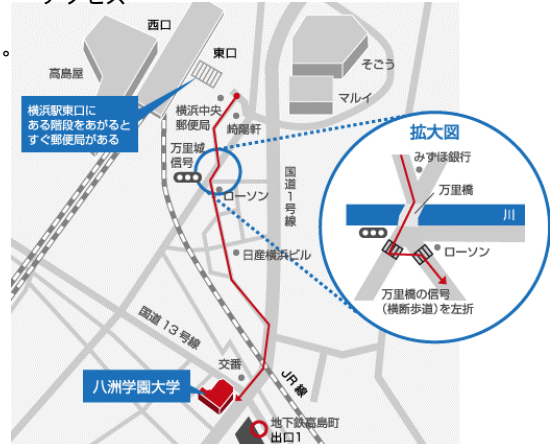 西口
東口
。
高島屋
そごう
マルイ
横浜駅東口に
ある階段をあがると
すぐ郵便局がある
横浜中央
郵便局
崎陽軒
万里城
信号
ローソン
国道1号線
日産横浜ビル
拡大図
みずほ銀行
万里橋
川
ローソン
万里橋の信号
(横断歩道)を左折
国道13号線
交番
JR線
八洲学園大学
地下鉄高島町
出口1